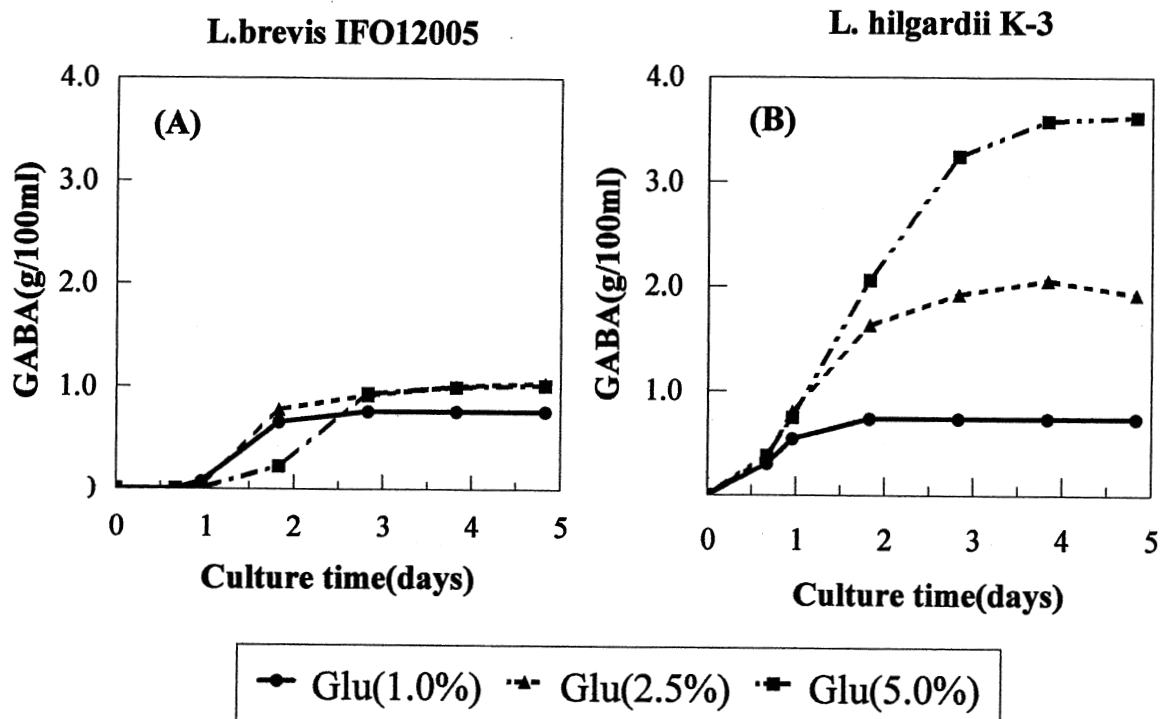 L.brevis IFO12005
L. hilgardii K-3
(A)
GABA(g/100ml)
4.0
3.0
2.0
1.0
)
0 1 2 3 4 5
Culture time(days)
(B)
GABA(g/100ml)
4.0
3.0
2.0
1.0
0 1 2 3 4 5
Culture time(days)
Glu(1.0%) Glu(2.5%) Glu(5.0%)